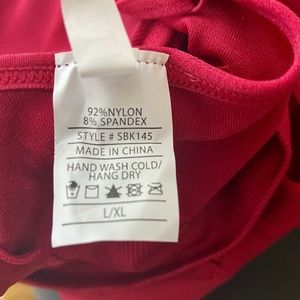 92%NYLON
8% SPANDEX
STYLE # SBK145
MADE IN CHINA
HAND WASH COLD/
HANG DRY
L/XL